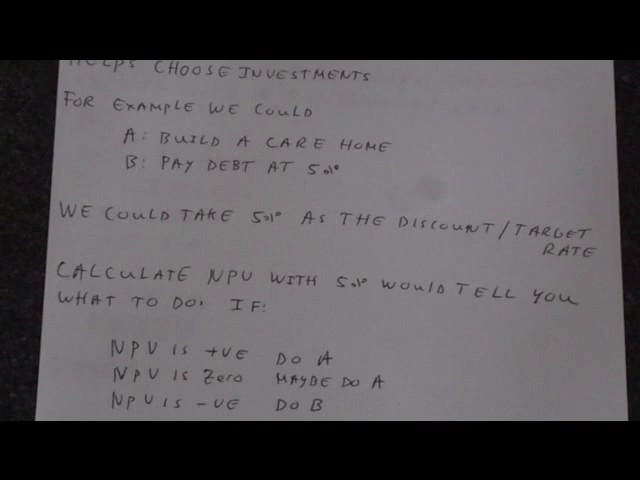 HELPS CHOOSE INVESTMENTS
FOR EXAMPLE WE COULD
A: BUILD A CARE HOME
B: PAY DEBT AT 5%
WE COULD TAKE 5% AS THE DISCOUNT/TARGET
RATE
CALCULATE NPV WITH 5% WOULD TELL YOU
WHAT TO DO. IF:
NPV IS +VE DO A
NPV IS Zero MAYBE DO A
NPV IS -VE DO B